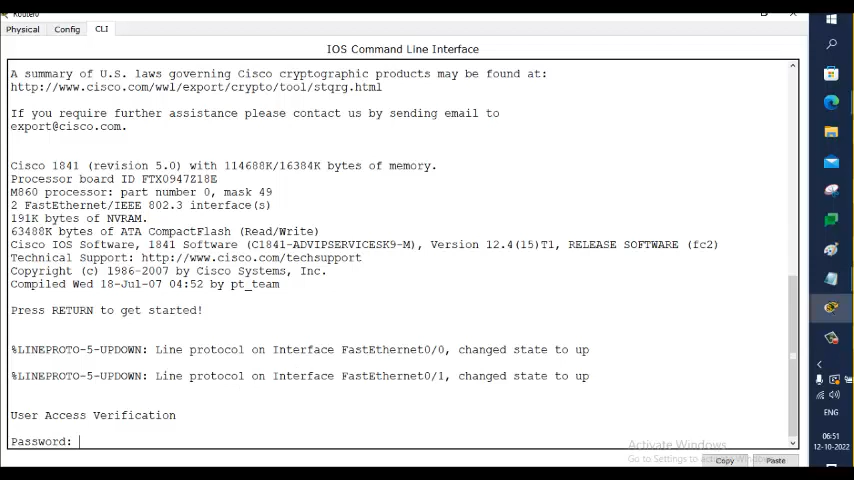 Router0
Physical Config CLI
IOS Command Line Interface
A summary of U.S. laws governing Cisco cryptographic products may be found at:
http://www.cisco.com/wwl/export/crypto/tool/stqrg.html
If you require further assistance please contact us by sending email to
export@cisco.com.
Cisco 1841 (revision 5.0) with 114688K/16384K bytes of memory.
Processor board ID FTX0947Z18E
M860 processor: part number 0, mask 49
2 FastEthernet/IEEE 802.3 interface(s)
191K bytes of NVRAM.
63488K bytes of ATA CompactFlash (Read/Write)
Cisco IOS Software, 1841 Software (C1841-ADVIPSERVICESK9-M), Version 12.4(15)T1, RELEASE SOFTWARE (fc2)
Technical Support: http://www.cisco.com/techsupport
Copyright (c) 1986-2007 by Cisco Systems, Inc.
Compiled Wed 18-Jul-07 04:52 by pt_team
Press RETURN to get started!
%LINEPROTO-5-UPDOWN: Line protocol on Interface FastEthernet0/0, changed state to up
%LINEPROTO-5-UPDOWN: Line protocol on Interface FastEthernet0/1, changed state to up
User Access Verification
Password:
Activate Windows
Go to Settings to activate Windows.
Copy Paste
ENG
06:51
12-10-2022